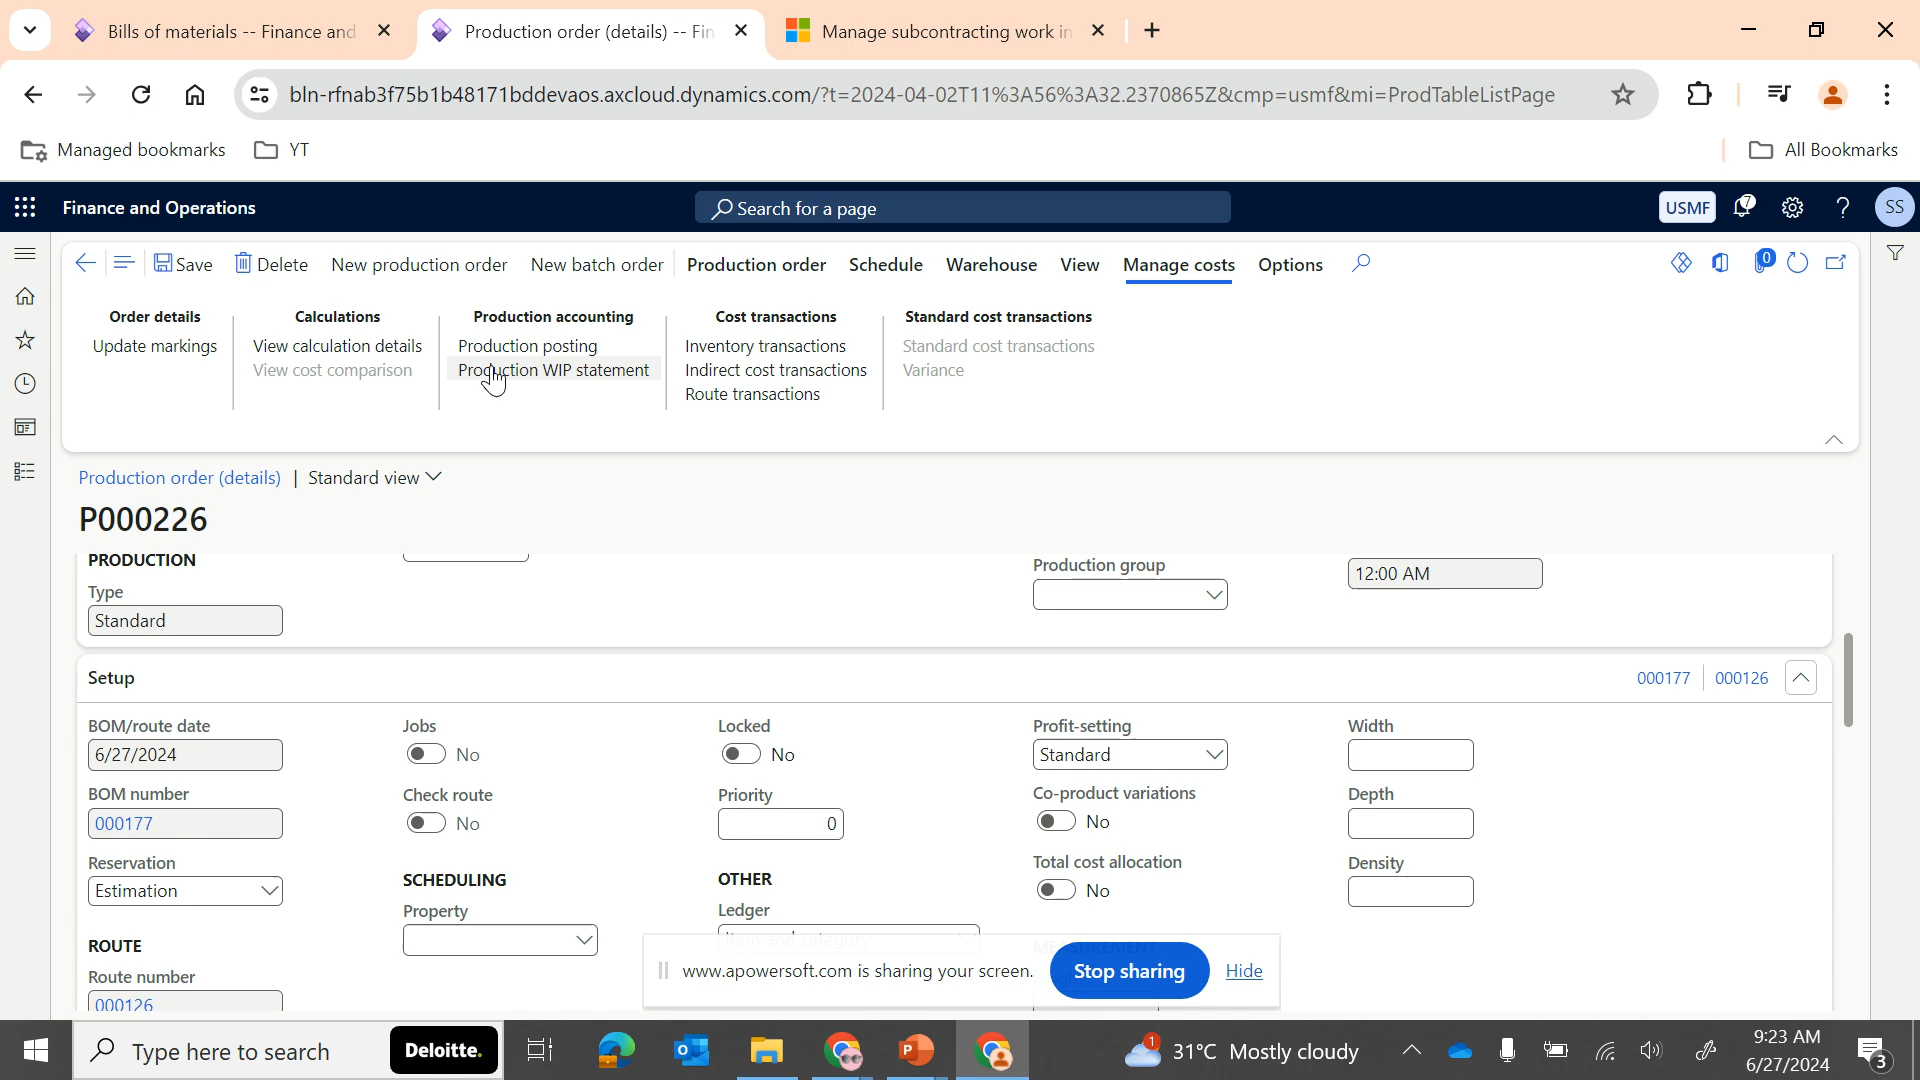 Bills of materials -- Finance and
Production order (details) -- Fin
Manage subcontracting work in
bln-rfnab3f75b1b48171bddevaos.axcloud.dynamics.com/?t=2024-04-02T11%3A56%3A32.2370865Z&cmp=usmf&mi=ProdTableListPage
Managed bookmarks YT All Bookmarks
Finance and Operations Search for a page USMF 7 ? SS
Save Delete New production order New batch order Production order Schedule Warehouse View Manage costs Options 0
Order details Calculations Production accounting Cost transactions Standard cost transactions
Update markings View calculation details Production posting Inventory transactions Standard cost transactions
View cost comparison Production WIP statement Indirect cost transactions Variance
Route transactions
Production order (details) | Standard view
P000226
PRODUCTION Production group 12:00 AM
Type
Standard
Setup 000177 000126
BOM/route date Jobs Locked Profit-setting Width
6/27/2024 No No Standard
BOM number Check route Priority Co-product variations Depth
000177 No 0 No
Reservation Total cost allocation Density
Estimation SCHEDULING OTHER No
Property Ledger
ROUTE Item and category MEASUREMENT
Route number
000126
www.apowersoft.com is sharing your screen. Stop sharing Hide
Type here to search Deloitte. 1 31°C Mostly cloudy 9:23 AM
6/27/2024 3